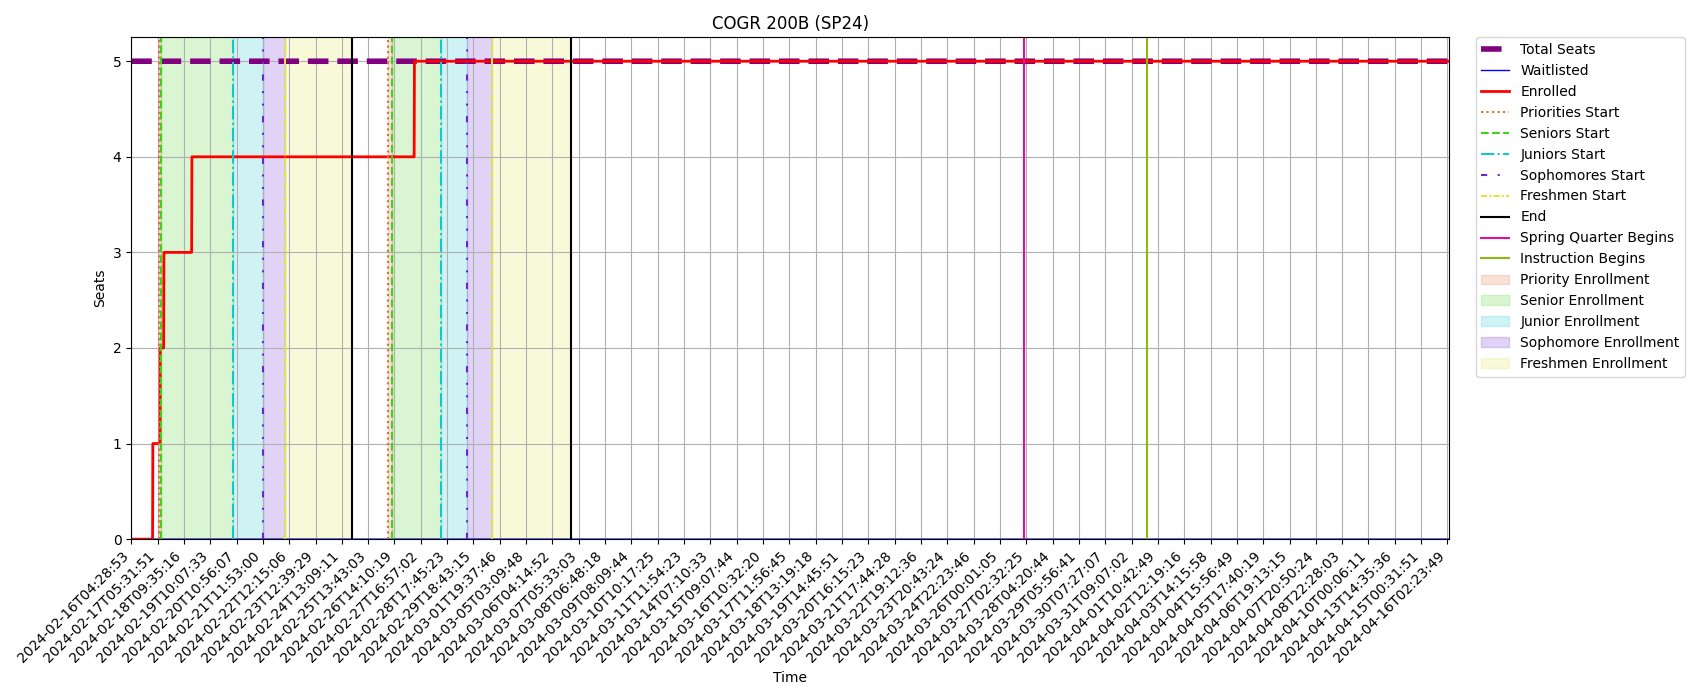 COGR 200B (SP24)
Seats
5
4
3
2
1
0
2024-02-16T04:28:53
2024-02-17T05:31:51
2024-02-18T09:35:16
2024-02-19T10:07:33
2024-02-20T10:56:07
2024-02-21T11:53:00
2024-02-22T12:15:06
2024-02-23T12:39:29
2024-02-24T13:09:11
2024-02-25T13:43:03
2024-02-26T14:10:19
2024-02-27T16:57:02
2024-02-28T17:45:23
2024-02-29T18:43:15
2024-03-01T19:37:46
2024-03-05T03:09:48
2024-03-06T04:14:52
2024-03-07T05:33:03
2024-03-08T06:48:18
2024-03-09T08:09:44
2024-03-10T10:17:25
2024-03-11T11:54:23
2024-03-14T07:10:33
2024-03-15T09:07:44
2024-03-16T10:32:20
2024-03-17T11:56:45
2024-03-18T13:19:18
2024-03-19T14:45:51
2024-03-20T16:15:23
2024-03-21T17:44:28
2024-03-22T19:12:36
2024-03-23T20:43:24
2024-03-24T22:23:46
2024-03-26T00:01:05
2024-03-27T02:32:25
2024-03-28T04:20:44
2024-03-29T05:56:41
2024-03-30T07:27:07
2024-03-31T09:07:02
2024-04-01T10:42:49
2024-04-02T12:19:16
2024-04-03T14:15:58
2024-04-04T15:56:49
2024-04-05T17:40:19
2024-04-06T19:13:15
2024-04-07T20:50:24
2024-04-08T22:28:03
2024-04-10T00:06:11
2024-04-13T14:35:36
2024-04-15T00:31:51
2024-04-16T02:23:49
Time
Total Seats
Waitlisted
Enrolled
Priorities Start
Seniors Start
Juniors Start
Sophomores Start
Freshmen Start
End
Spring Quarter Begins
Instruction Begins
Priority Enrollment
Senior Enrollment
Junior Enrollment
Sophomore Enrollment
Freshmen Enrollment